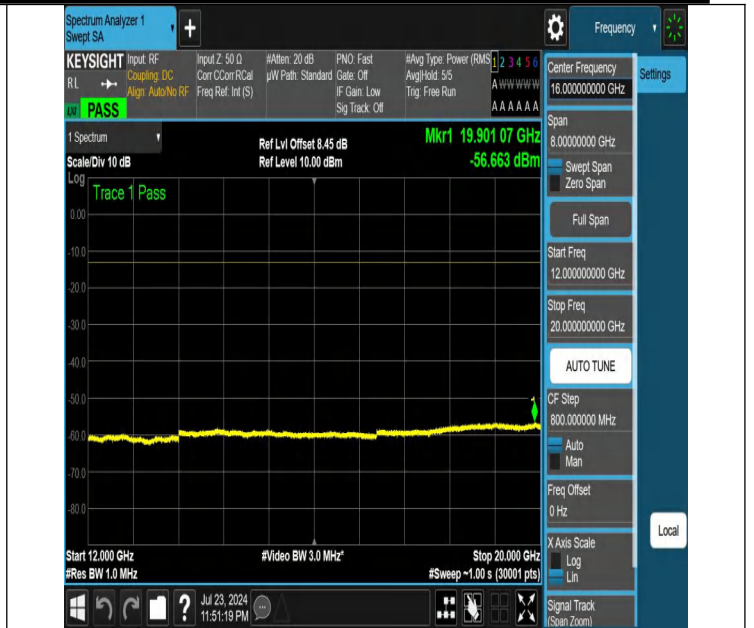 Spectrum Analyzer 1
Swept SA
+
Frequency
KEYSIGHT
RL
LXI
PASS
Input: RF
Coupling: DC
Align: Auto/No RF
Input Z: 50 Ω
Corr CCorr RCal
Freq Ref: Int (S)
#Atten: 20 dB
µW Path: Standard
PNO: Fast
Gate: Off
IF Gain: Low
Sig Track: Off
#Avg Type: Power (RMS
Avg|Hold: 5/5
Trig: Free Run
1 2 3 4 5 6
A W W W W W
A A A A A A
1 Spectrum
Scale/Div 10 dB
Ref Lvl Offset 8.45 dB
Ref Level 10.00 dBm
Mkr1 19.901 07 GHz
-56.663 dBm
Log
Trace 1 Pass
0.00
-10.0
-20.0
-30.0
-40.0
-50.0
-60.0
-70.0
-80.0
1
Start 12.000 GHz
#Res BW 1.0 MHz
#Video BW 3.0 MHz*
Stop 20.000 GHz
#Sweep ~1.00 s (30001 pts)
?
Jul 23, 2024
11:51:19 PM
Center Frequency
16.000000000 GHz
Span
8.00000000 GHz
Swept Span
Zero Span
Full Span
Start Freq
12.000000000 GHz
Stop Freq
20.000000000 GHz
AUTO TUNE
CF Step
800.000000 MHz
Auto
Man
Freq Offset
0 Hz
X Axis Scale
Log
Lin
Signal Track
(Span Zoom)
Settings
Local